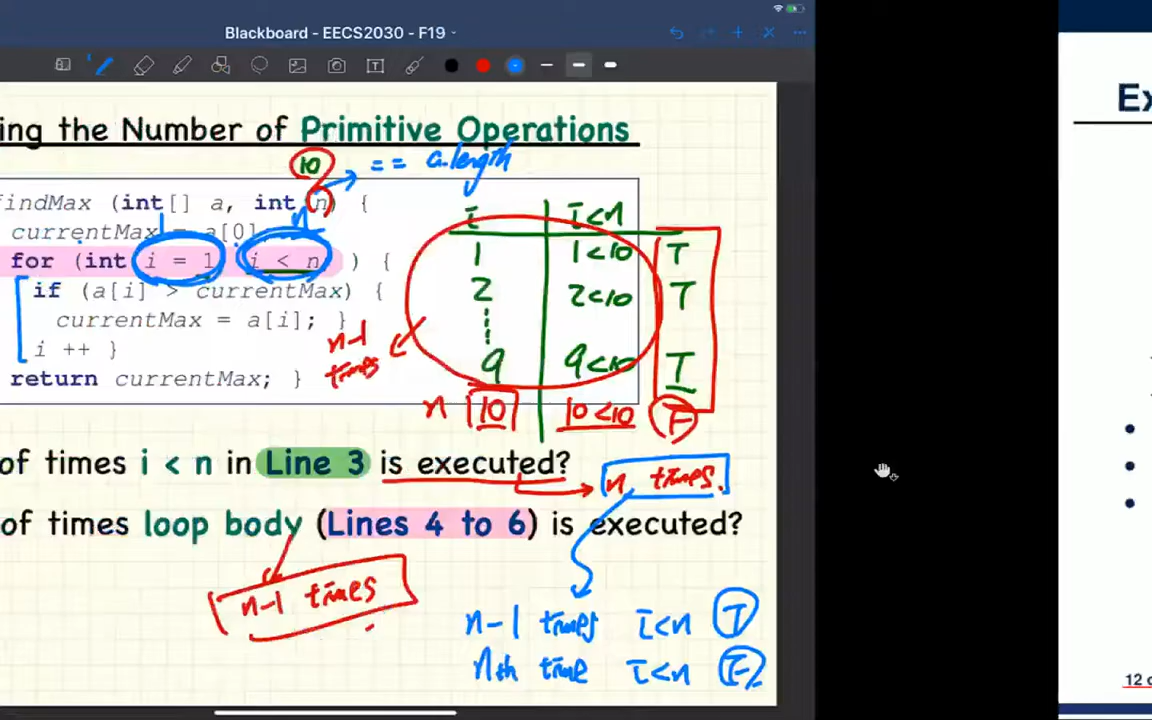 Blackboard - EECS2030 - F19
ing the Number of Primitive Operations
10 == a.length
findMax (int[] a, int n) {
i i<n
currentMax = a[0]
1 n
for (int i = 1 i < n ) {
1 1<10 T
if (a[i] > currentMax) {
2 2<10 T
currentMax = a[i]; }
n-1 times
i ++ }
9 9<10 T
return currentMax; }
n 10 10<10 F
of times i < n in Line 3 is executed?
n times.
of times loop body (Lines 4 to 6) is executed?
n-1 times
n-1 times i<n T
nth time i<n F
Ex
12 o